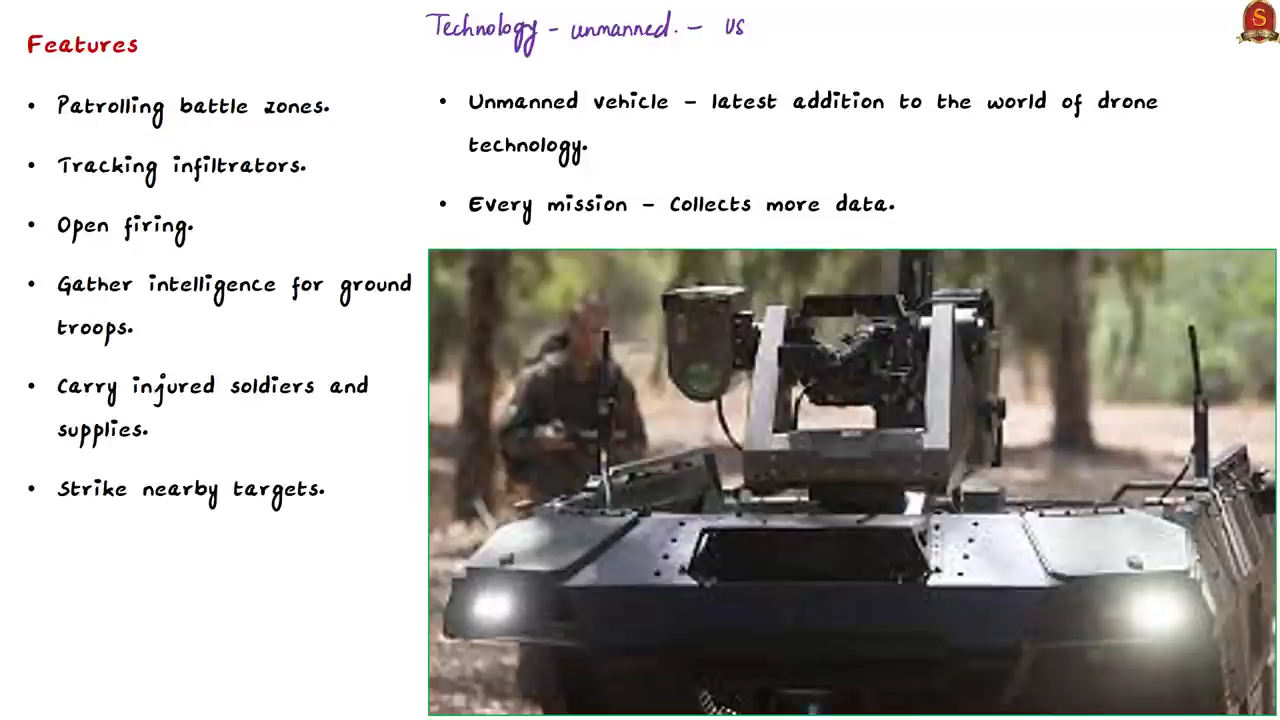 Technology - unmanned. - US
Features
• Patrolling battle zones.
• Tracking infiltrators.
• Open firing.
• Gather intelligence for ground
troops.
• Carry injured soldiers and
supplies.
• Strike nearby targets.
• Unmanned vehicle – latest addition to the world of drone
technology.
• Every mission – Collects more data.
S